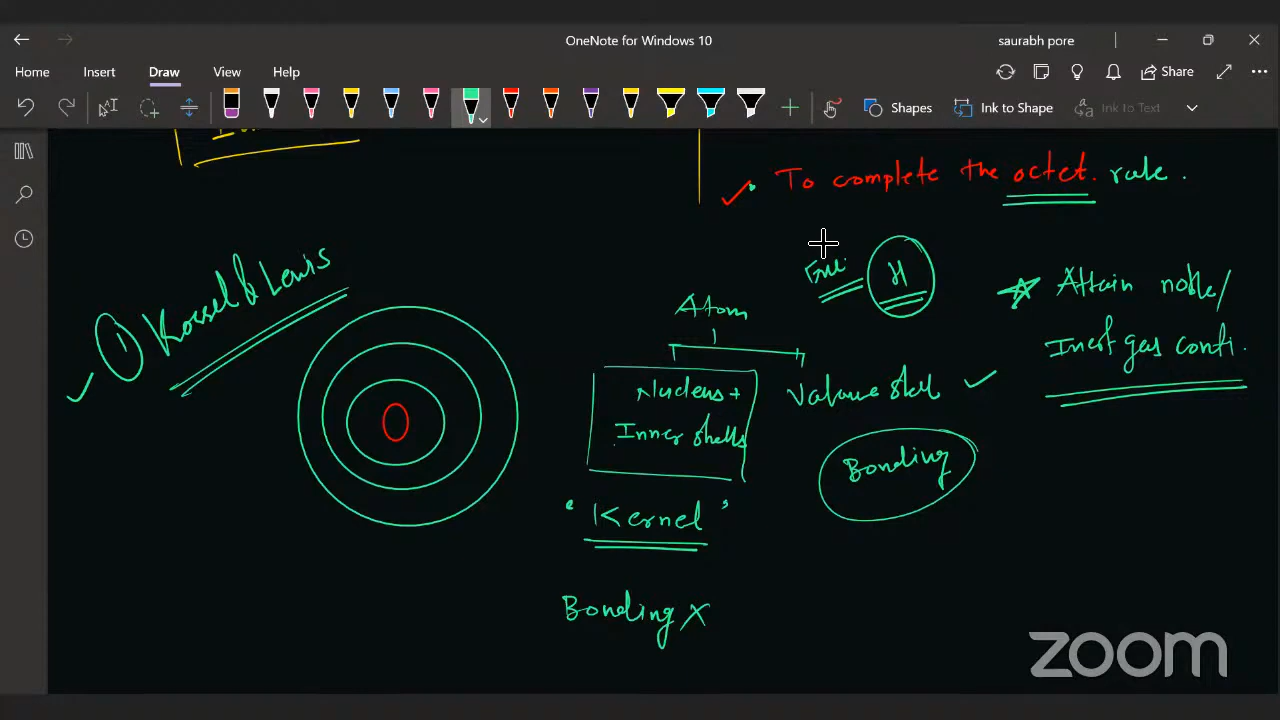 OneNote for Windows 10
saurabh pore
Home Insert Draw View Help
Share
Shapes Ink to Shape Ink to Text
To complete the octet. rule.
① Kossel & Lewis
H
Attain noble/
Inert gas confi.
Atom
Nucleus +
Inner shells
Valance shell
Bonding
"Kernel"
Bonding X
zoom